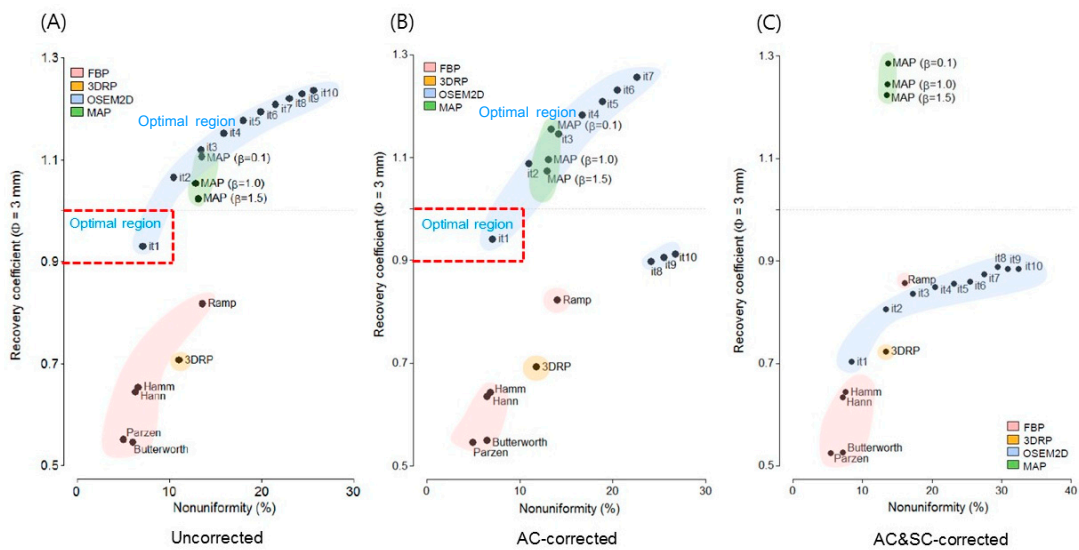 (A)
Recovery coefficient (Φ = 3 mm)
1.3
1.1
0.9
0.7
0.5
FBP
3DRP
OSEM2D
MAP
Optimal region
it10
it9
it8
it7
it6
it5
it4
it3
MAP (β=0.1)
it2
MAP (β=1.0)
MAP (β=1.5)
Optimal region
it1
Ramp
3DRP
Hamm
Hann
Parzen
Butterworth
0
10
20
30
Nonuniformity (%)
Uncorrected
(B)
Recovery coefficient (Φ = 3 mm)
1.3
1.1
0.9
0.7
0.5
FBP
3DRP
OSEM2D
MAP
it7
it6
it5
Optimal region
it4
MAP (β=0.1)
it3
MAP (β=1.0)
it2
MAP (β=1.5)
Optimal region
it1
it10
it9
it8
Ramp
3DRP
Hamm
Hann
Butterworth
Parzen
0
10
20
30
Nonuniformity (%)
AC-corrected
(C)
Recovery coefficient (Φ = 3 mm)
1.3
1.1
0.9
0.7
0.5
MAP (β=0.1)
MAP (β=1.0)
MAP (β=1.5)
it8
it9
it10
it7
Ramp
it6
it5
it4
it3
it2
3DRP
it1
Hamm
Hann
Butterworth
Parzen
FBP
3DRP
OSEM2D
MAP
0
10
20
30
40
Nonuniformity (%)
AC&SC-corrected